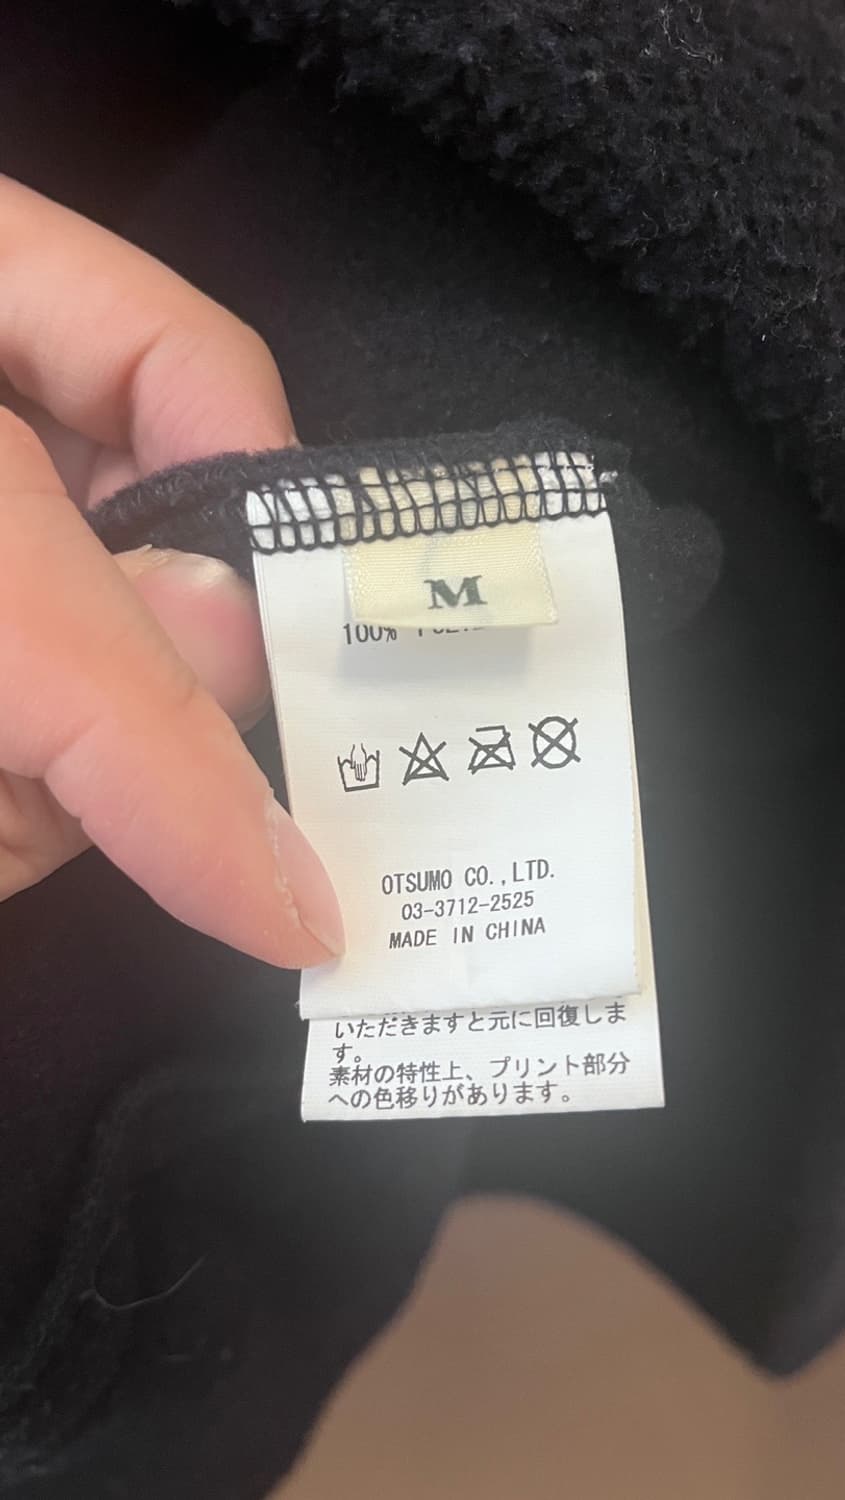 M
100%
OTSUMO CO.,LTD.
03-3712-2525
MADE IN CHINA
いただきますと元に回復しま
す。
素材の特性上、プリント部分
への色移りがあります。